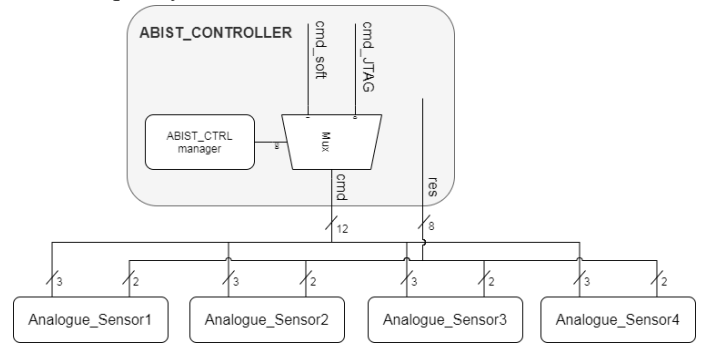 ABIST_CONTROLLER
cmd_soft
cmd_JTAG
ABIST_CTRL
manager
Mux
cmd
res
12
8
3
2
3
2
3
2
3
2
Analogue_Sensor1
Analogue_Sensor2
Analogue_Sensor3
Analogue_Sensor4